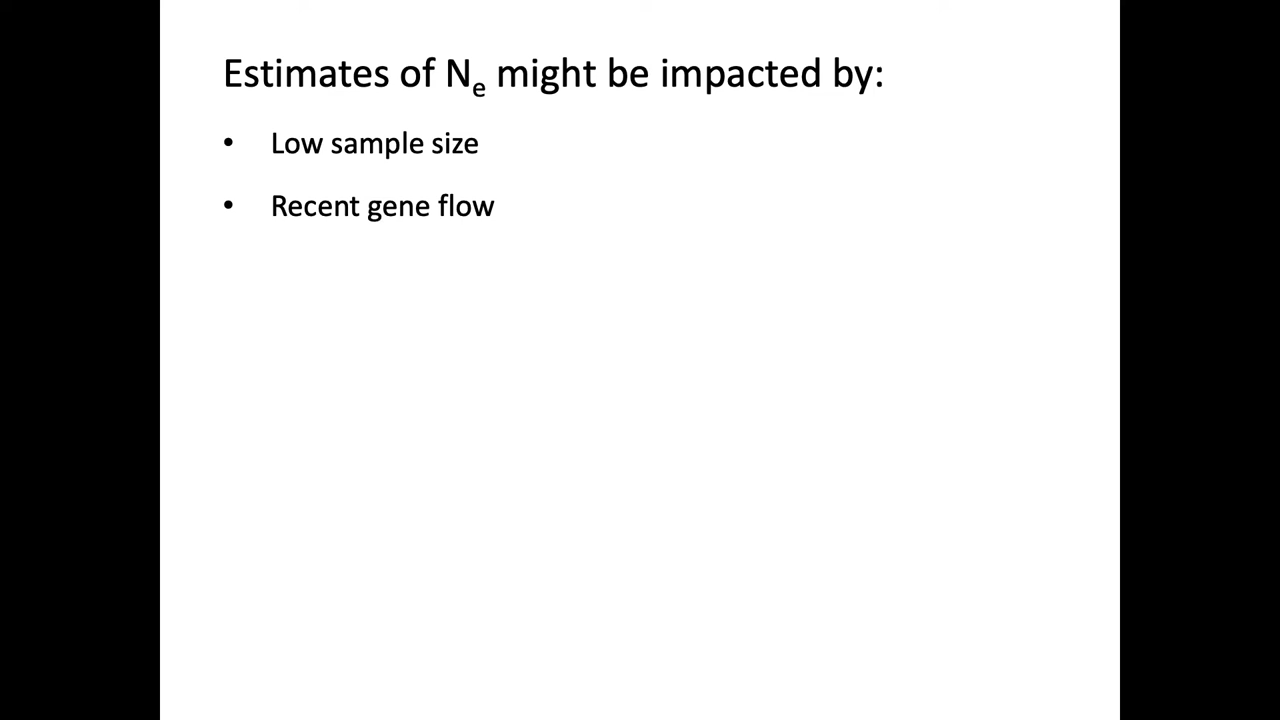 Estimates of Ne might be impacted by:
• Low sample size
• Recent gene flow